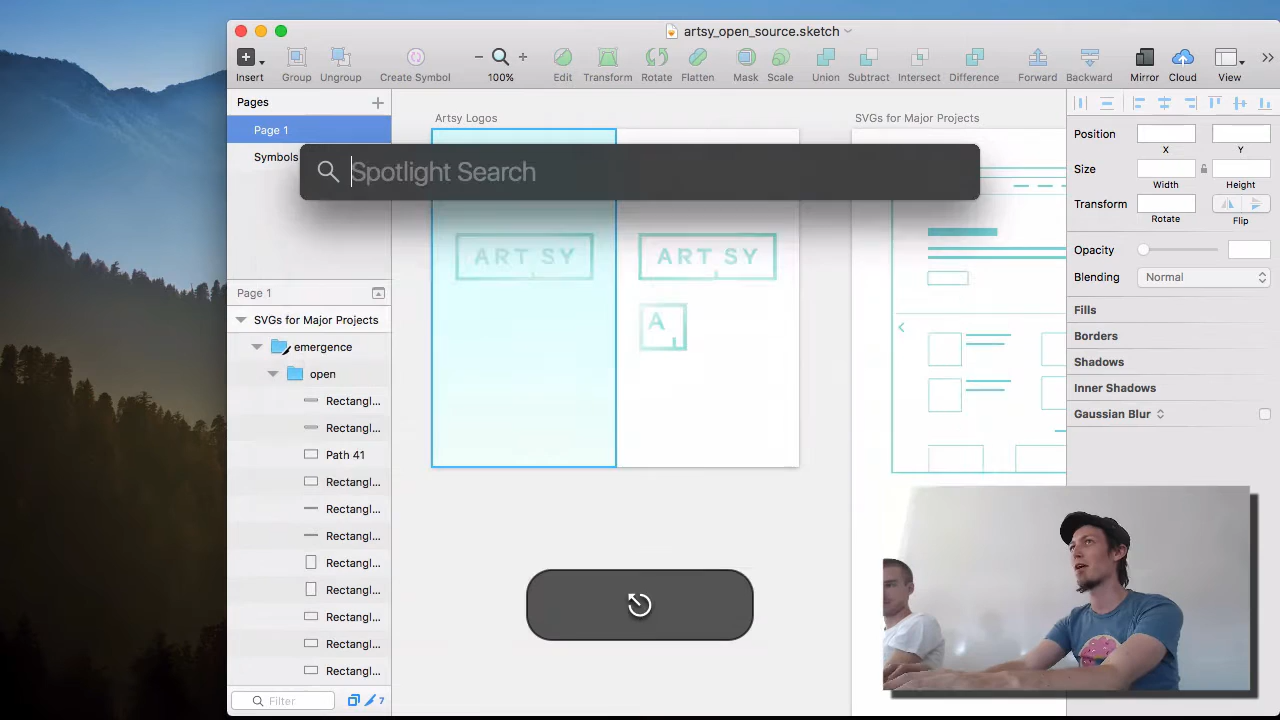 artsy_open_source.sketch
Insert Group Ungroup Create Symbol 100% Edit Transform Rotate Flatten Mask Scale Union Subtract Intersect Difference Forward Backward Mirror Cloud View
Pages
Page 1
Symbols
Artsy Logos
SVGs for Major Projects
Spotlight Search
ART SY
ART SY
A
Page 1
SVGs for Major Projects
emergence
open
Rectangl...
Rectangl...
Path 41
Rectangl...
Rectangl...
Rectangl...
Rectangl...
Rectangl...
Rectangl...
Rectangl...
Rectangl...
Filter
7
Position
X Y
Size
Width Height
Transform
Rotate Flip
Opacity
Blending Normal
Fills
Borders
Shadows
Inner Shadows
Gaussian Blur